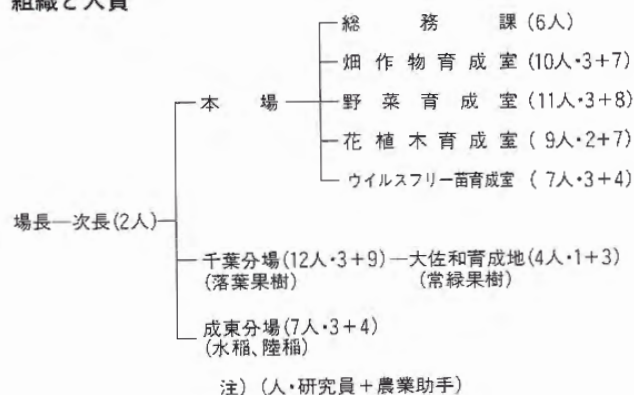 組織と人員
総務課(6人)
畑作物育成室(10人・3+7)
本場
野菜育成室(11人・3+8)
花植木育成室(9人・2+7)
ウイルスフリー苗育成室(7人・3+4)
場長―次長(2人)
千葉分場(12人・3+9)―大佐和育成地(4人・1+3)
(落葉果樹) (常緑果樹)
成東分場(7人・3+4)
(水稲、陸稲)
注)(人・研究員+農業助手)